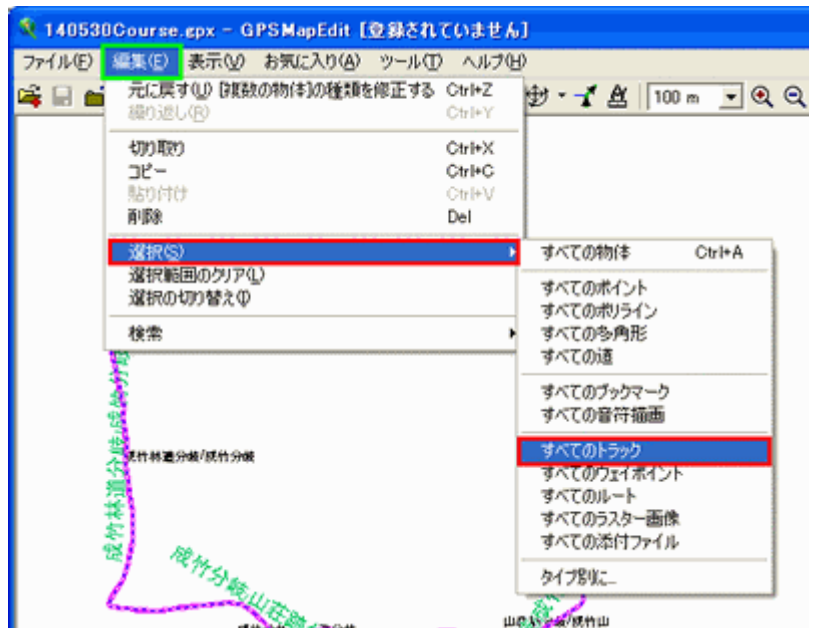 140530Course.gpx - GPSMapEdit [登録されていません]
ファイル(F) 編集(E) 表示(V) お気に入り(A) ツール(T) ヘルプ(H)
100 m
元に戻す(U) [複数の物体]の種類を修正する Ctrl+Z
繰り返し(R) Ctrl+Y
切り取り Ctrl+X
コピー Ctrl+C
貼り付け Ctrl+V
削除 Del
選択(S)
選択範囲のクリア(L)
選択の切り替え(I)
検索
すべての物体 Ctrl+A
すべてのポイント
すべてのポリライン
すべての多角形
すべての道
すべてのブックマーク
すべての音符描画
すべてのトラック
すべてのウェイポイント
すべてのルート
すべてのラスター画像
すべての添付ファイル
タイプ別に...
成竹林道分岐/成竹分岐
成竹林道分岐成竹分岐
成竹分岐山荘